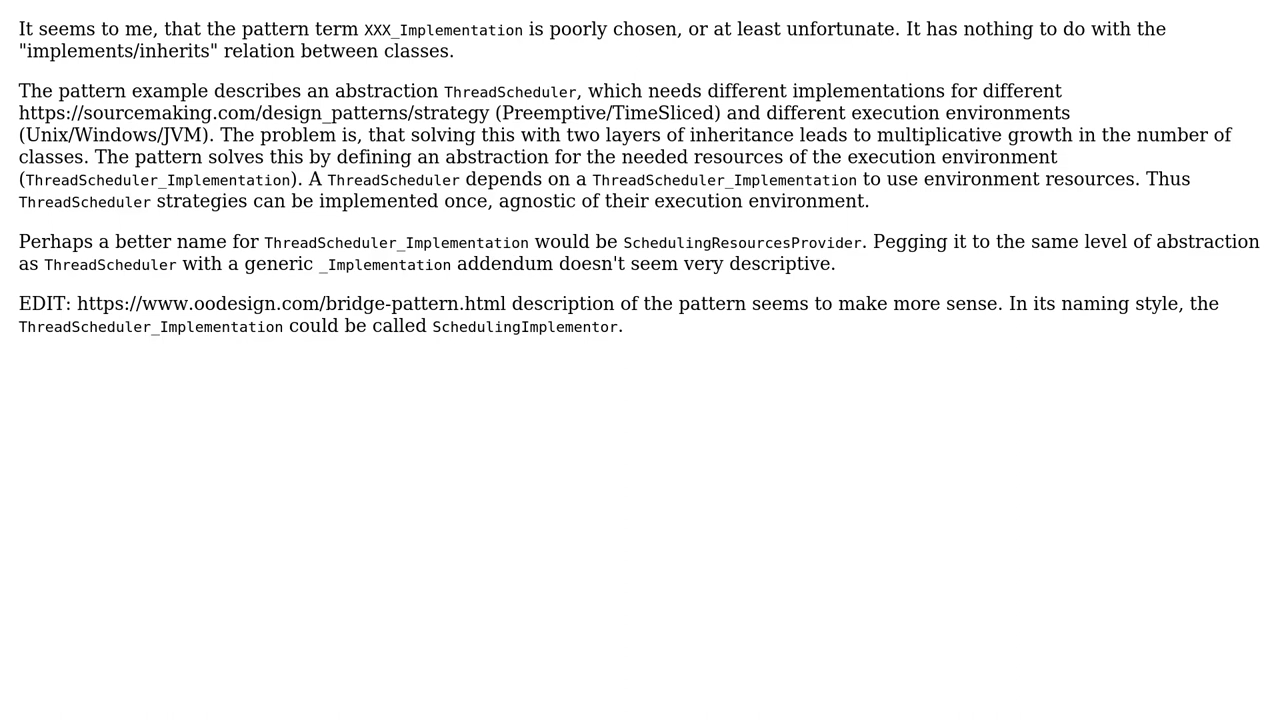 It seems to me, that the pattern term XXX_Implementation is poorly chosen, or at least unfortunate. It has nothing to do with the
"implements/inherits" relation between classes.
The pattern example describes an abstraction ThreadScheduler, which needs different implementations for different
https://sourcemaking.com/design_patterns/strategy (Preemptive/TimeSliced) and different execution environments
(Unix/Windows/JVM). The problem is, that solving this with two layers of inheritance leads to multiplicative growth in the number of
classes. The pattern solves this by defining an abstraction for the needed resources of the execution environment
(ThreadScheduler_Implementation). A ThreadScheduler depends on a ThreadScheduler_Implementation to use environment resources. Thus
ThreadScheduler strategies can be implemented once, agnostic of their execution environment.
Perhaps a better name for ThreadScheduler_Implementation would be SchedulingResourcesProvider. Pegging it to the same level of abstraction
as ThreadScheduler with a generic _Implementation addendum doesn't seem very descriptive.
EDIT: https://www.oodesign.com/bridge-pattern.html description of the pattern seems to make more sense. In its naming style, the
ThreadScheduler_Implementation could be called SchedulingImplementor.